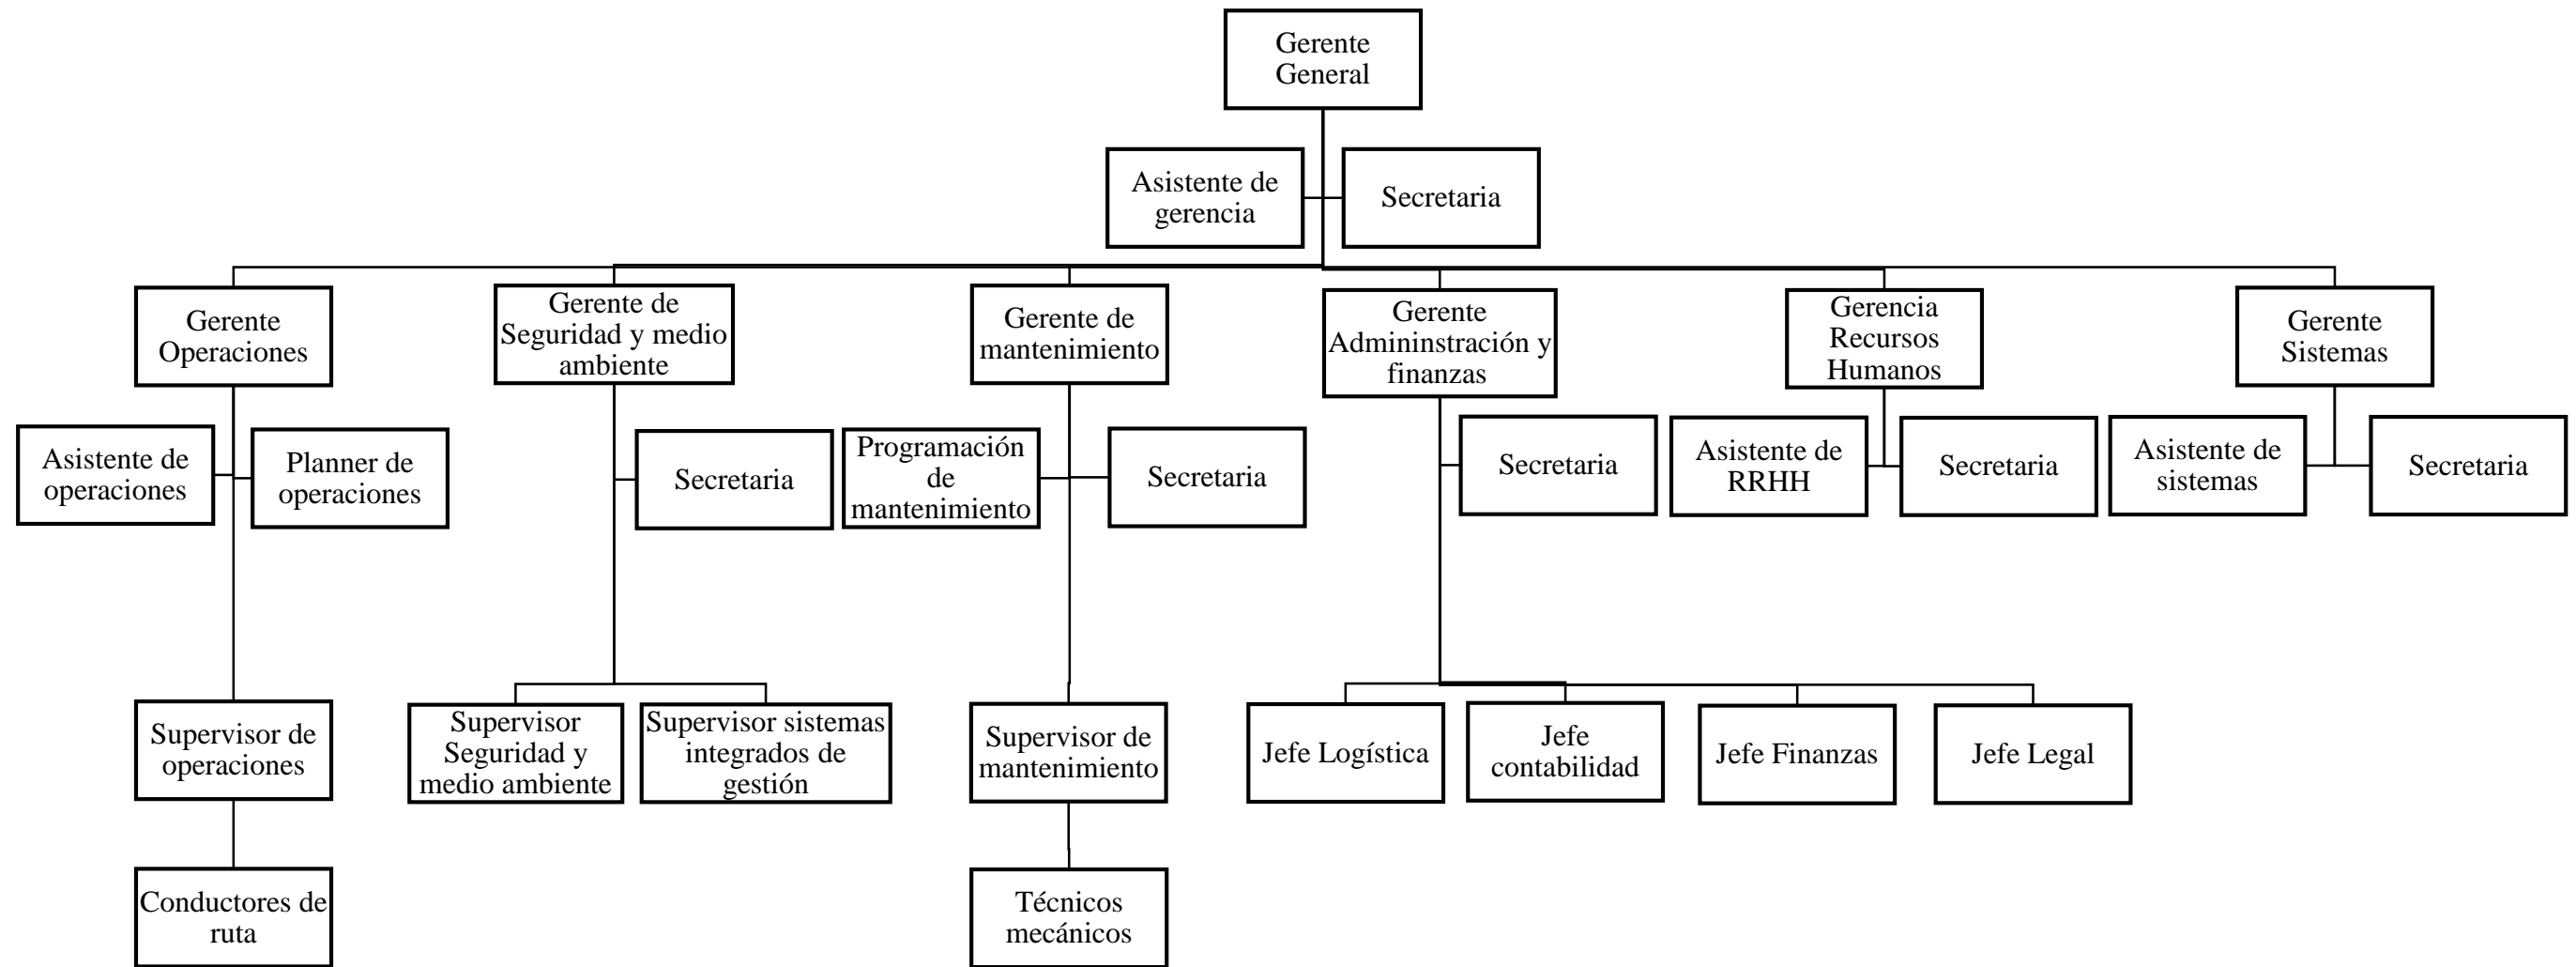 Gerente
General
Asistente de
gerencia
Secretaria
Gerente
Operaciones
Gerente de
Seguridad y medio
ambiente
Gerente de
mantenimiento
Gerente
Admininstración y
finanzas
Gerencia
Recursos
Humanos
Gerente
Sistemas
Asistente de
operaciones
Planner de
operaciones
Secretaria
Programación
de
mantenimiento
Secretaria
Secretaria
Asistente de
RRHH
Secretaria
Asistente de
sistemas
Secretaria
Supervisor de
operaciones
Supervisor
Seguridad y
medio ambiente
Supervisor sistemas
integrados de
gestión
Supervisor de
mantenimiento
Jefe Logística
Jefe
contabilidad
Jefe Finanzas
Jefe Legal
Conductores de
ruta
Técnicos
mecánicos